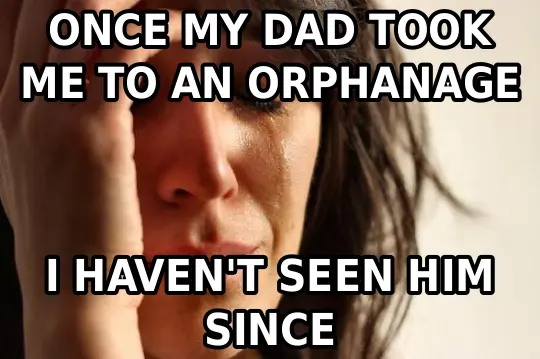 ONCE MY DAD TOOK
ME TO AN ORPHANAGE
I HAVEN'T SEEN HIM
SINCE